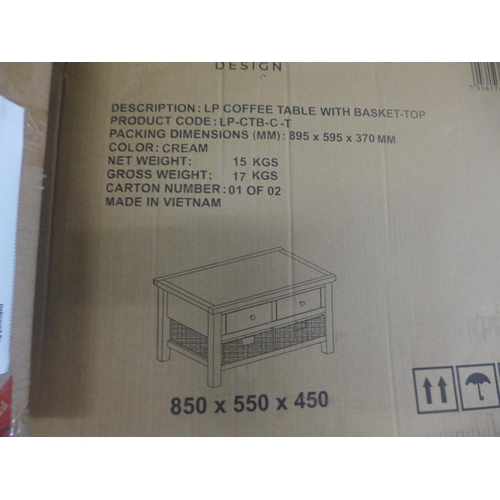 DESIGN
DESCRIPTION: LP COFFEE TABLE WITH BASKET-TOP
PRODUCT CODE: LP-CTB-C -T
PACKING DIMENSIONS (MM) : 895 x 595 x 370 MM
COLOR: CREAM
NET WEIGHT: 15 KGS
GROSS WEIGHT: 17 KGS
CARTON NUMBER: 01 OF 02
MADE IN VIETNAM
850 x 550 x 450